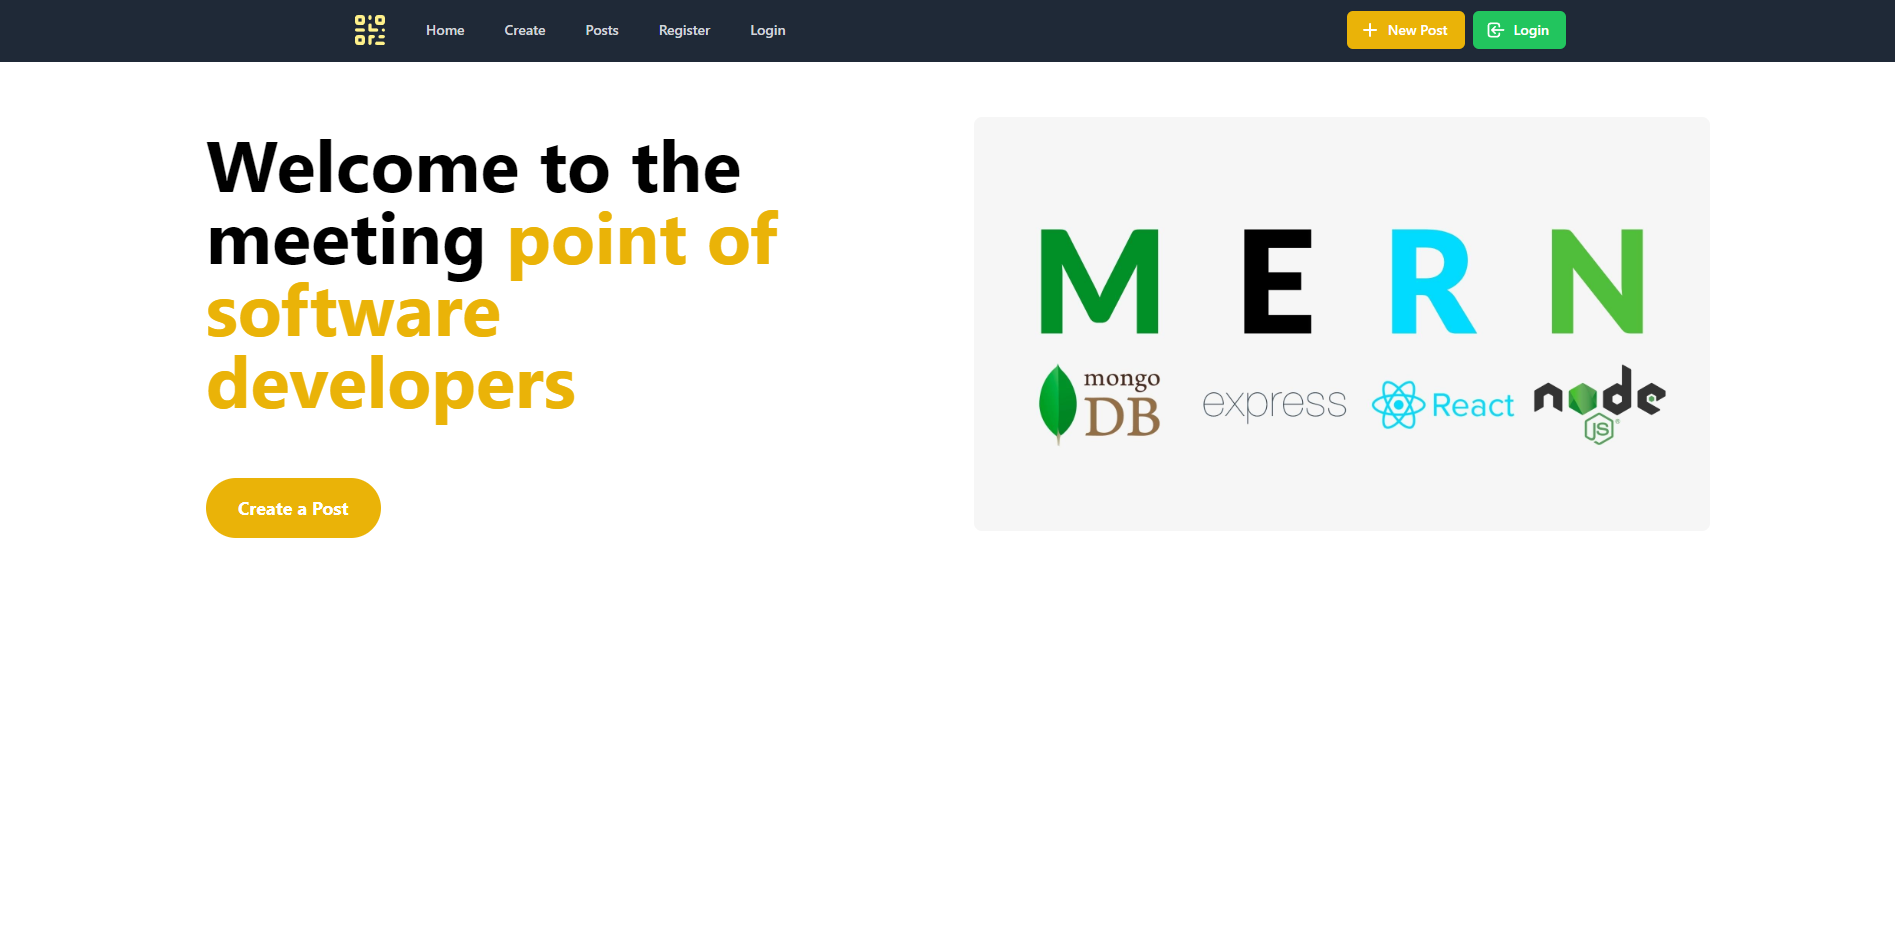 Home Create Posts Register Login New Post Login
Welcome to the
meeting point of
software
developers
Create a Post
M E R N
mongo
DB
express
React
node
JS